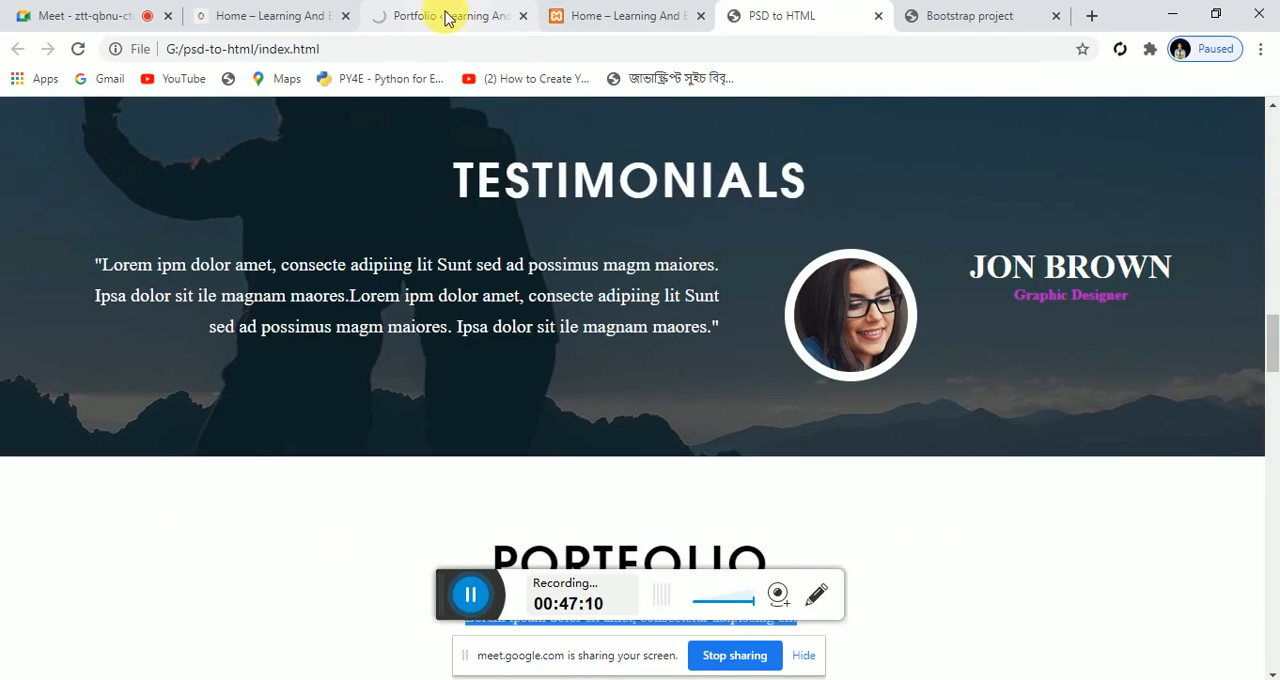 Meet - ztt-qbnu-ct
Home – Learning And E
Portfolio ‹ Learning And
Home – Learning And E
PSD to HTML
Bootstrap project
File
G:/psd-to-html/index.html
Paused
Apps
Gmail
YouTube
Maps
PY4E - Python for E...
(2) How to Create Y...
জাভাস্ক্রিপ্ট সুইচ বিবৃ...
TESTIMONIALS
"Lorem ipm dolor amet, consecte adipiing lit Sunt sed ad possimus magm maiores.
Ipsa dolor sit ile magnam maores.Lorem ipm dolor amet, consecte adipiing lit Sunt
sed ad possimus magm maiores. Ipsa dolor sit ile magnam maores."
JON BROWN
Graphic Designer
PORTFOLIO
Recording...
00:47:10
meet.google.com is sharing your screen.
Stop sharing
Hide